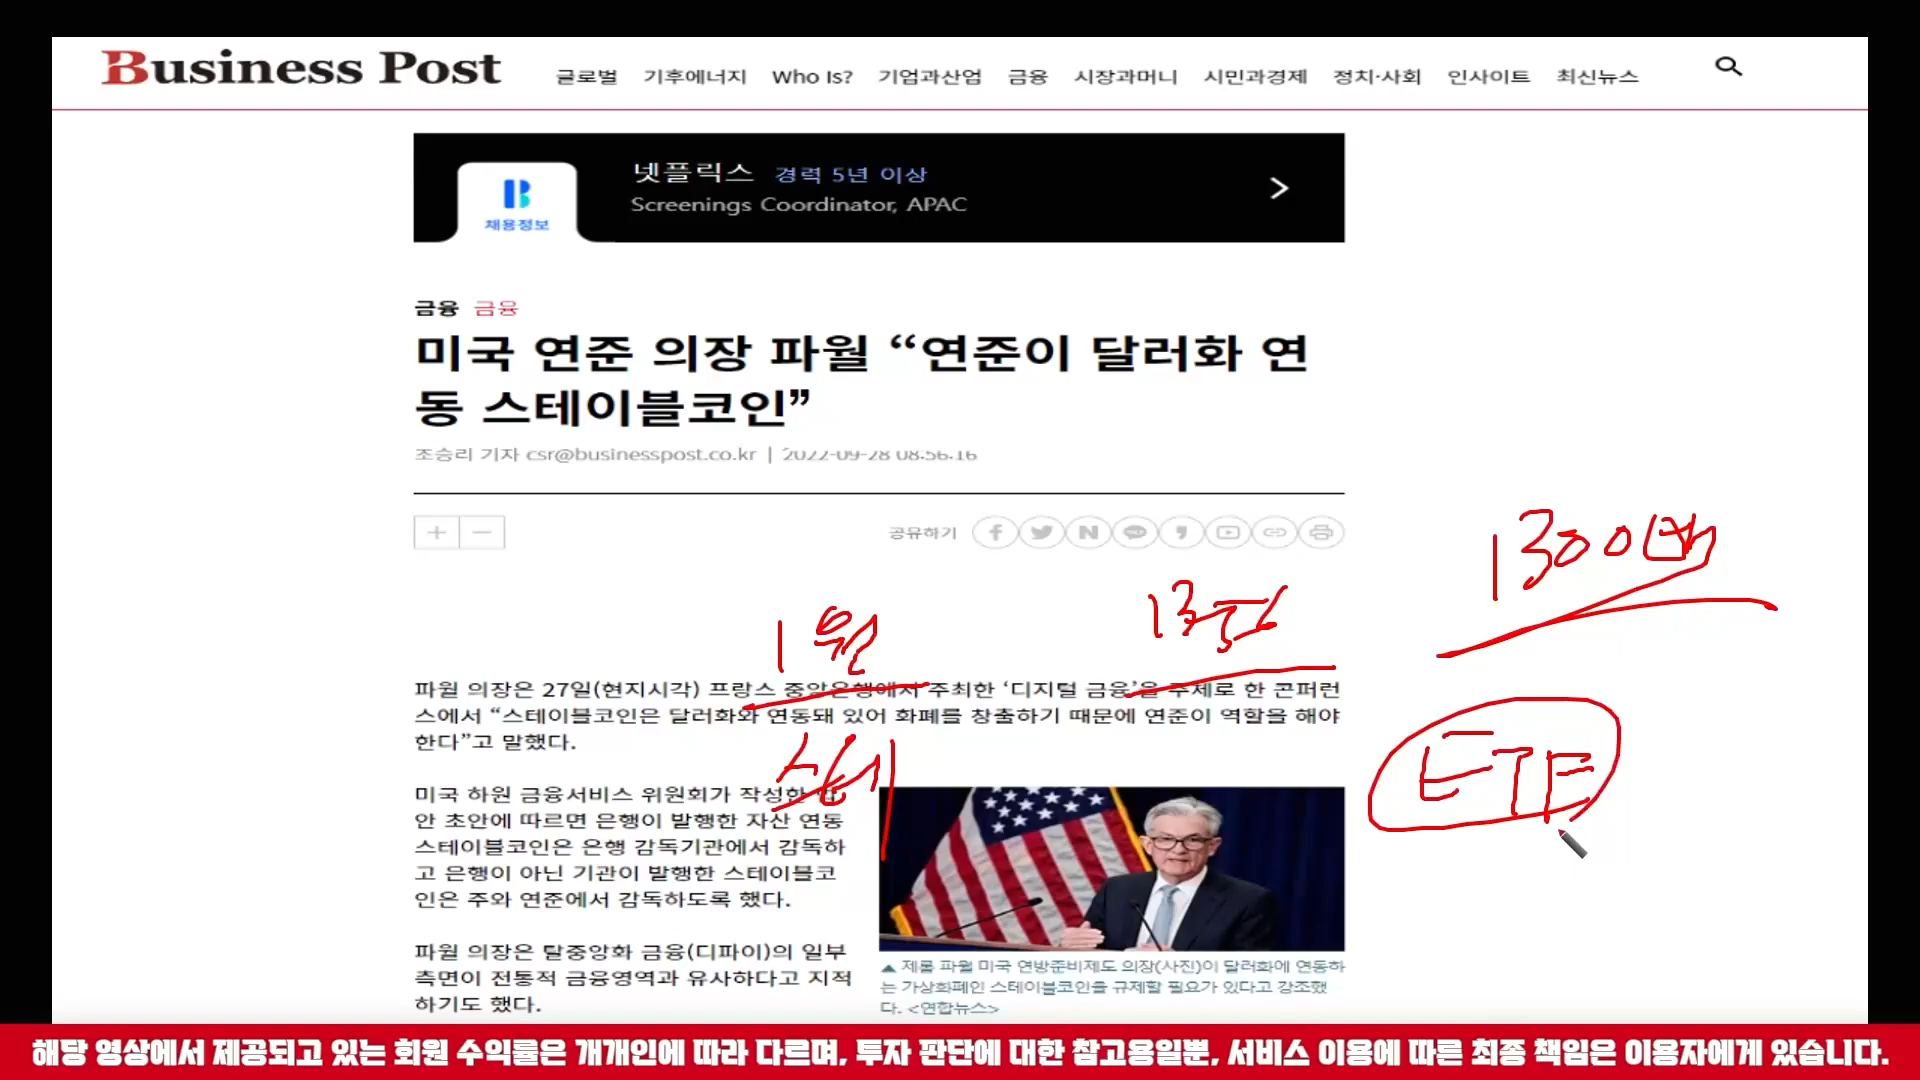 Business Post
글로벌 기후에너지 Who Is? 기업과산업 금융 시장과머니 시민과경제 정치·사회 인사이트 최신뉴스
넷플릭스 경력 5년 이상
Screenings Coordinator, APAC
채용정보
금융 금융
미국 연준 의장 파월 “연준이 달러화 연
동 스테이블코인”
조승리 기자 csr@businesspost.co.kr | 2022-09-28 08:56:16
공유하기
1300
1원
파월 의장은 27일(현지시각) 프랑스 중앙은행에서 주최한 ‘디지털 금융’을 주제로 한 콘퍼런
스에서 “스테이블코인은 달러화와 연동돼 있어 화폐를 창출하기 때문에 연준이 역할을 해야
한다”고 말했다.
스테
ETF
미국 하원 금융서비스 위원회가 작성한 법
안 초안에 따르면 은행이 발행한 자산 연동
스테이블코인은 은행 감독기관에서 감독하
고 은행이 아닌 기관이 발행한 스테이블코
인은 주와 연준에서 감독하도록 했다.
파월 의장은 탈중앙화 금융(디파이)의 일부
측면이 전통적 금융영역과 유사하다고 지적
하기도 했다.
▲ 제롬 파월 미국 연방준비제도 의장(사진)이 달러화에 연동하
는 가상화폐인 스테이블코인을 규제할 필요가 있다고 강조했
다. <연합뉴스>
해당 영상에서 제공되고 있는 회원 수익률은 개개인에 따라 다르며, 투자 판단에 대한 참고용일뿐, 서비스 이용에 따른 최종 책임은 이용자에게 있습니다.